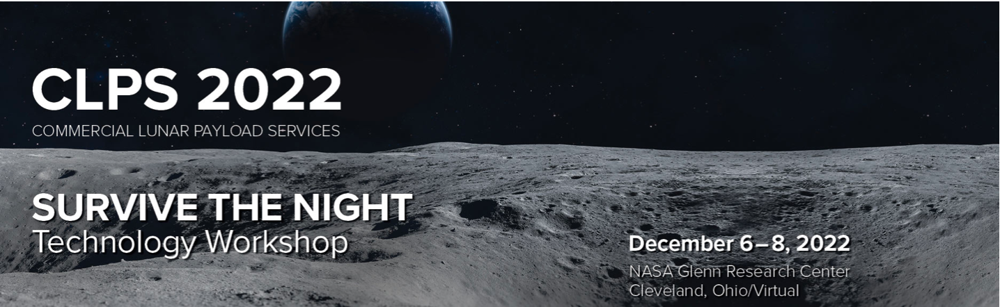 CLPS 2022
COMMERCIAL LUNAR PAYLOAD SERVICES
SURVIVE THE NIGHT
Technology Workshop
December 6–8, 2022
NASA Glenn Research Center
Cleveland, Ohio/Virtual